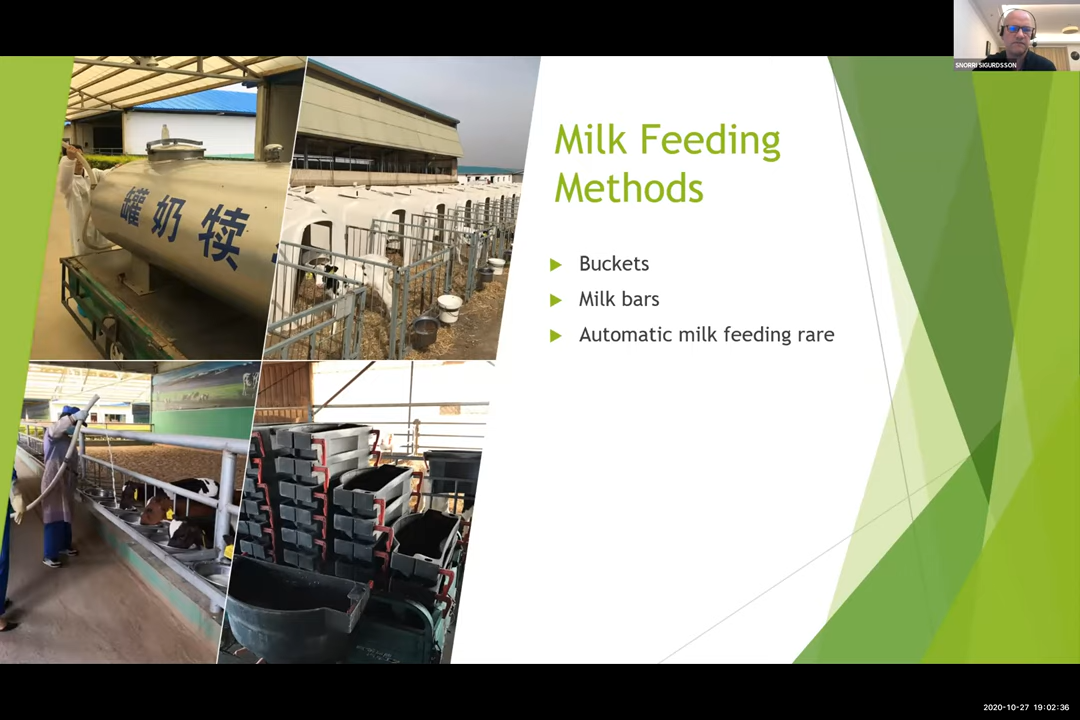 SNORRI SIGURDSSON
罐 奶 犊
Milk Feeding
Methods
Buckets
Milk bars
Automatic milk feeding rare
2020-10-27 19:02:36